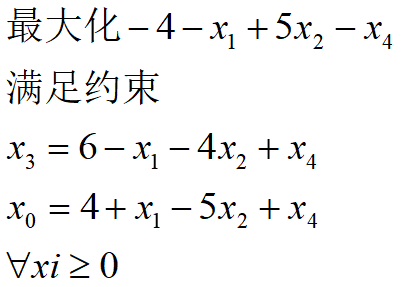 最大化 −4 − x₁ + 5x₂ − x₄
满足约束
x₃ = 6 − x₁ − 4x₂ + x₄
x₀ = 4 + x₁ − 5x₂ + x₄
∀xi ≥ 0